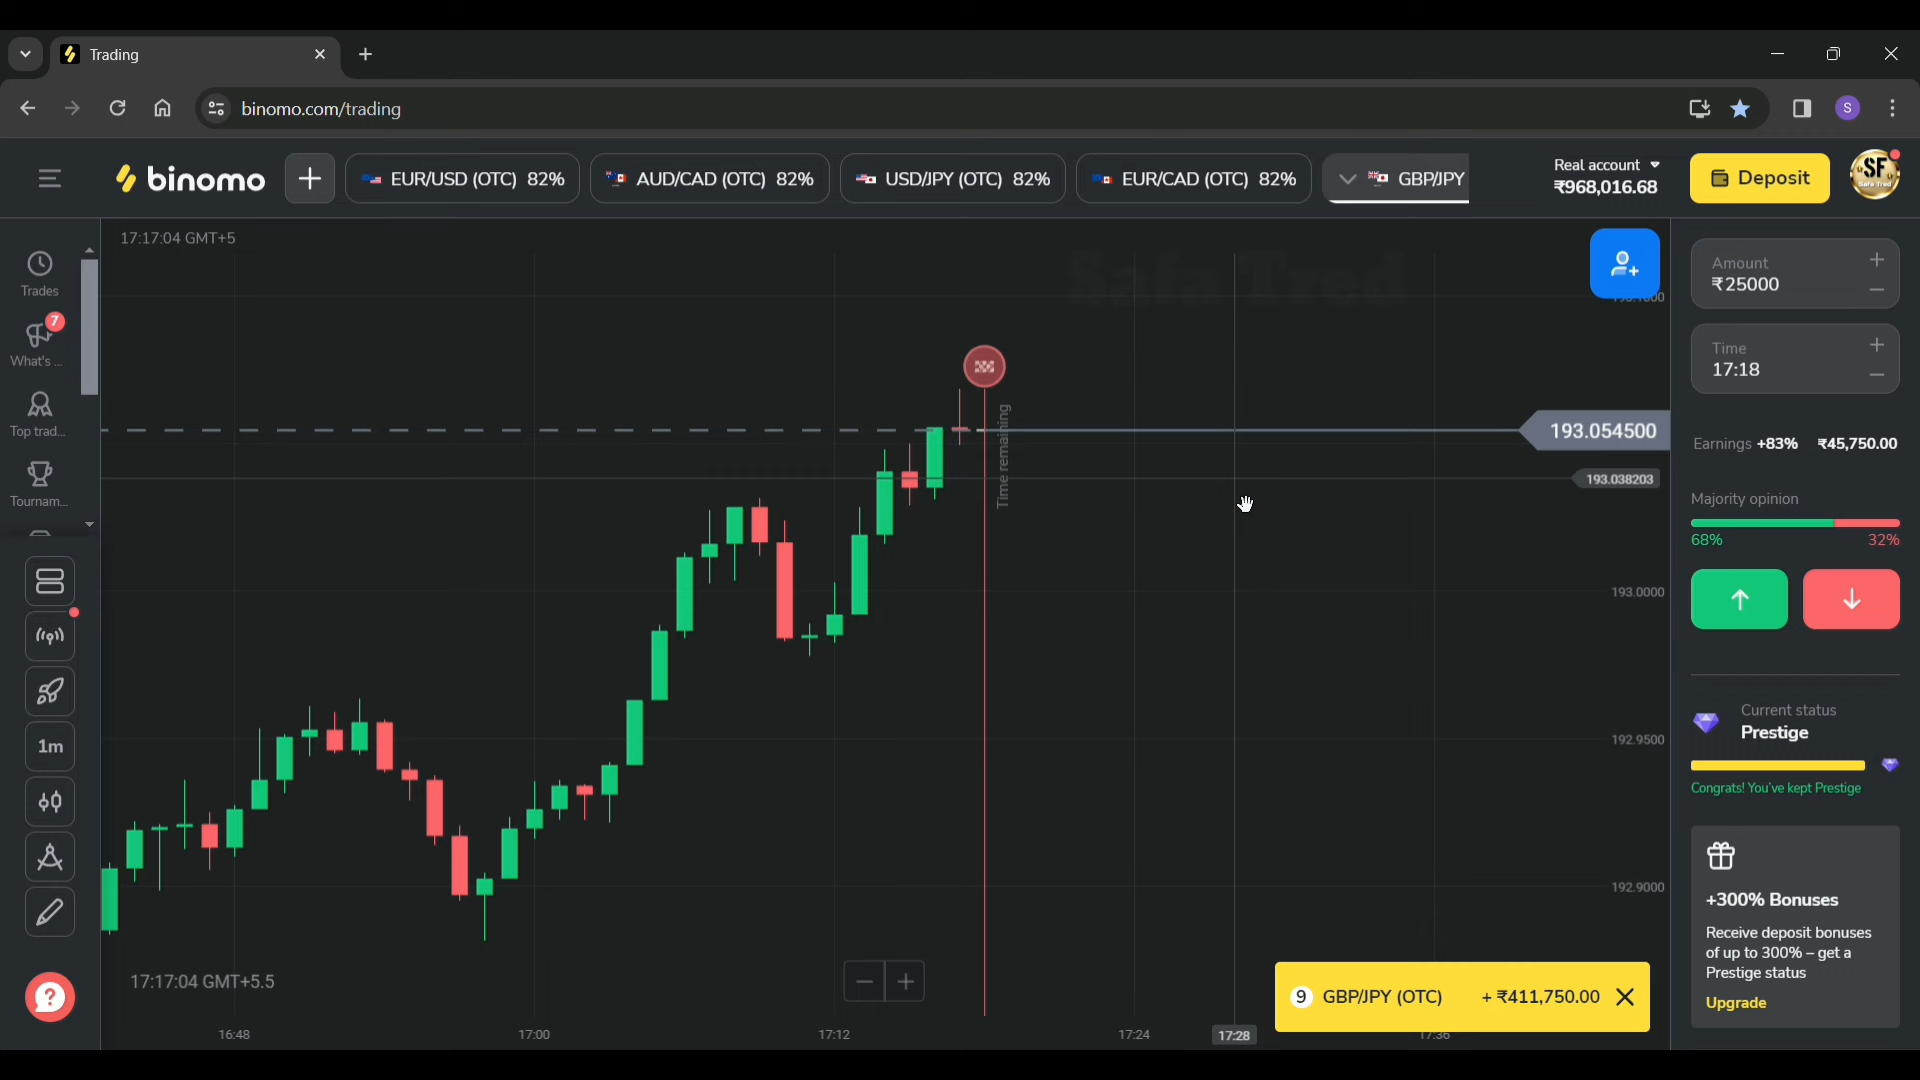 Trading
binomo.com/trading
S
binomo
EUR/USD (OTC) 82%
AUD/CAD (OTC) 82%
USD/JPY (OTC) 82%
EUR/CAD (OTC) 82%
GBP/JPY
Real account
₹968,016.68
Deposit
SF
Safa Tred
17:17:04 GMT+5
Safa Tred
Trades
7
What's ...
Top trad...
Tournam...
1m
Time remaining
193.054500
193.038203
193.0000
192.9500
192.9000
17:17:04 GMT+5.5
16:48
17:00
17:12
17:24
17:28
17:36
9 GBP/JPY (OTC) + ₹411,750.00
Amount
₹25000
Time
17:18
Earnings +83% ₹45,750.00
Majority opinion
68% 32%
Current status
Prestige
Congrats! You've kept Prestige
+300% Bonuses
Receive deposit bonuses
of up to 300% – get a
Prestige status
Upgrade